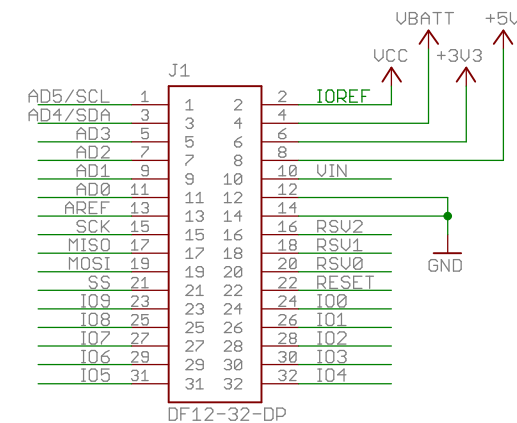 VBATT +5V
VCC +3V3
J1
AD5/SCL 1 1 2 2 IOREF
AD4/SDA 3 3 4 4
AD3 5 5 6 6
AD2 7 7 8 8
AD1 9 9 10 10 VIN
AD0 11 11 12 12
AREF 13 13 14 14
SCK 15 15 16 16 RSV2
MISO 17 17 18 18 RSV1
MOSI 19 19 20 20 RSV0
SS 21 21 22 22 RESET
IO9 23 23 24 24 IO0
IO8 25 25 26 26 IO1
IO7 27 27 28 28 IO2
IO6 29 29 30 30 IO3
IO5 31 31 32 32 IO4
GND
DF12-32-DP